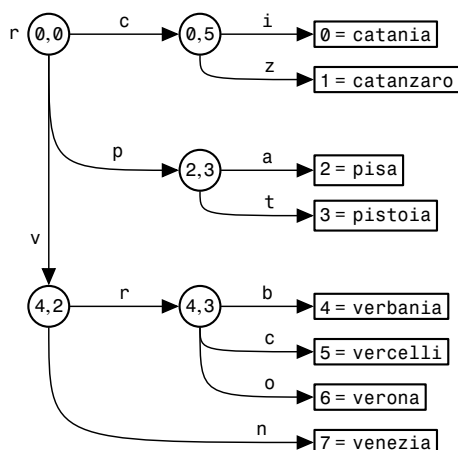 r 0,0 c 0,5 i 0 = catania
z 1 = catanzaro
p 2,3 a 2 = pisa
t 3 = pistoia
v
4,2 r 4,3 b 4 = verbania
c 5 = vercelli
o 6 = verona
n 7 = venezia